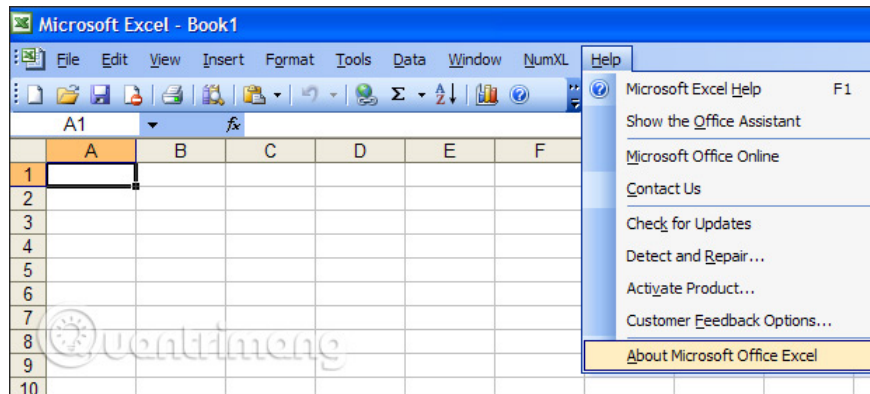 Microsoft Excel - Book1
File Edit View Insert Format Tools Data Window NumXL Help
A1 fx
A B C D E F
1
2
3
4
5
6
7
8
9
10
Microsoft Excel Help F1
Show the Office Assistant
Microsoft Office Online
Contact Us
Check for Updates
Detect and Repair...
Activate Product...
Customer Feedback Options...
About Microsoft Office Excel
Quantrimang